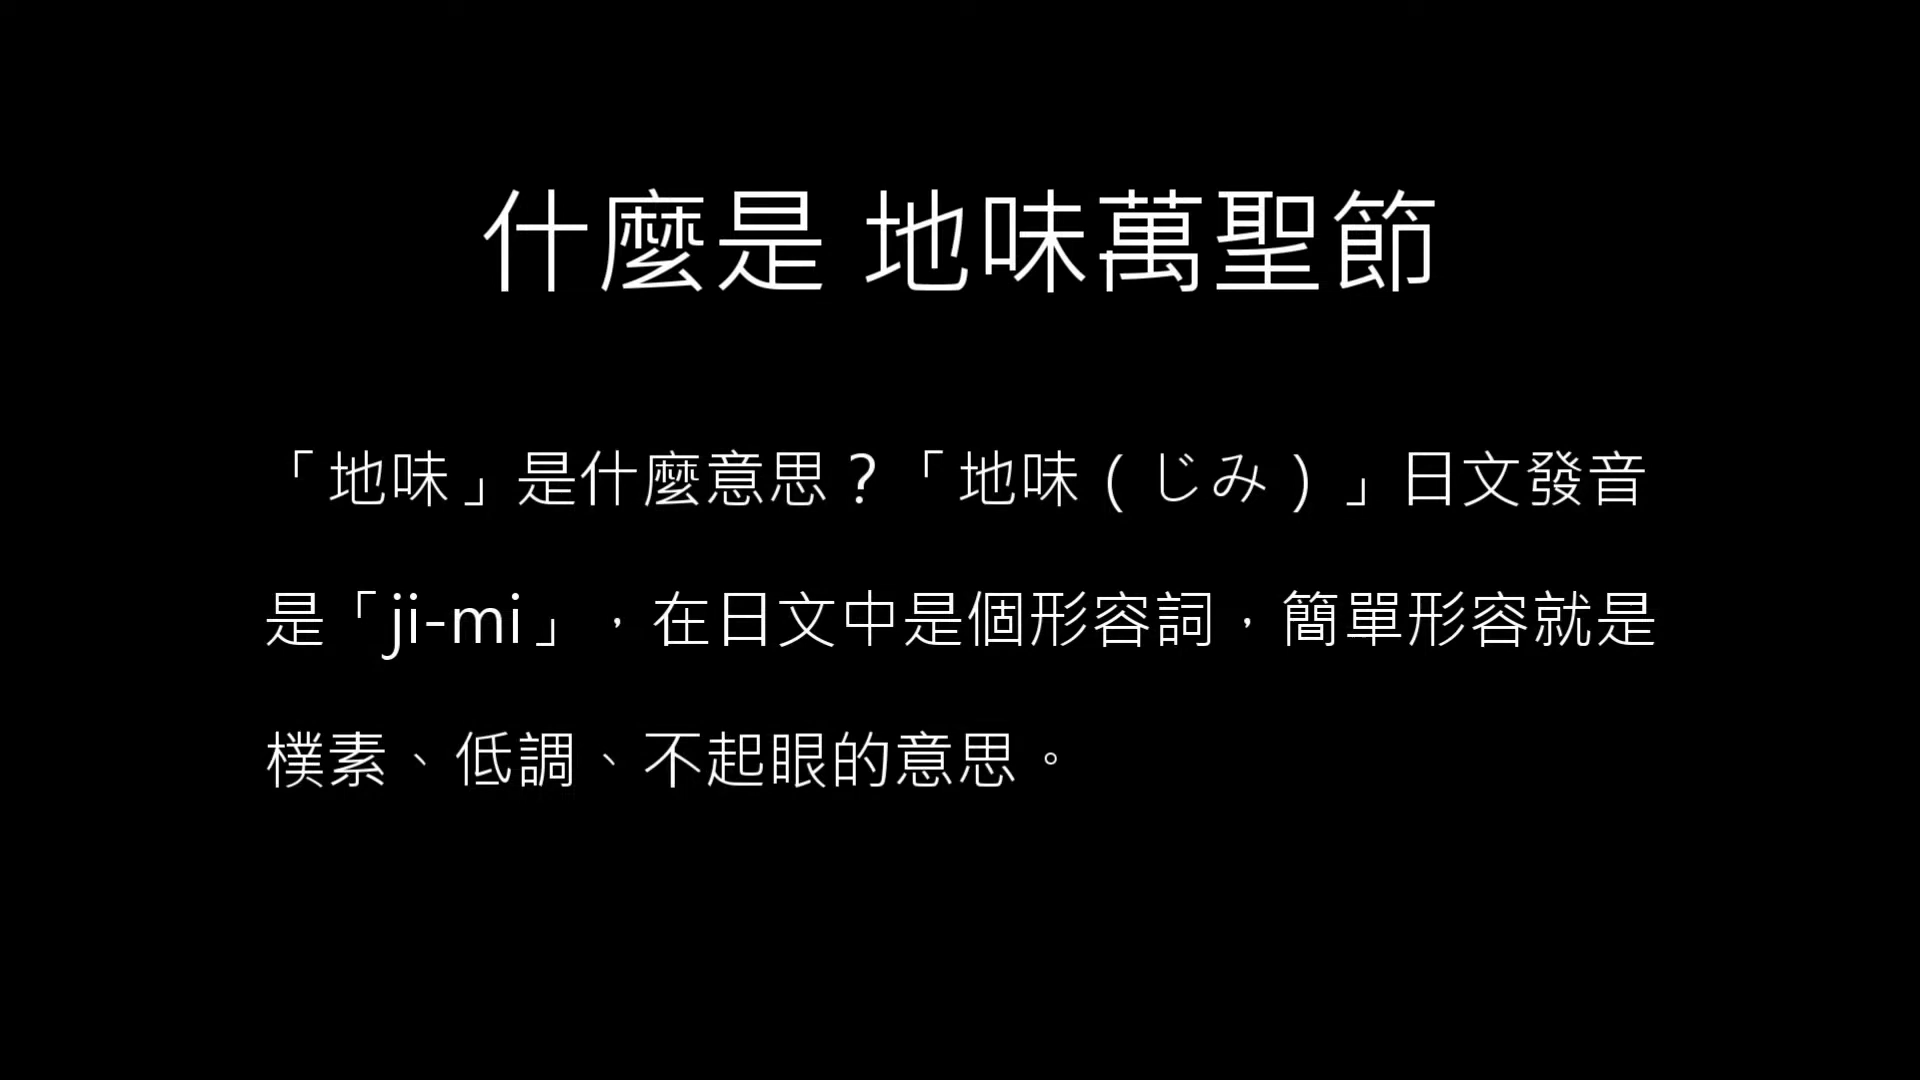 什麼是 地味萬聖節
「地味」是什麼意思？「地味（じみ）」日文發音
是「ji-mi」，在日文中是個形容詞，簡單形容就是
樸素、低調、不起眼的意思。